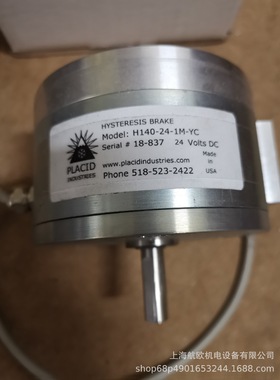 HYSTERESIS BRAKE
Model: H140-24-1M-YC
Serial # 18-837 24 Volts DC
PLACID
INDUSTRIES
Made
in
USA
www.placidindustries.com
Phone 518-523-2422
上海航欧机电设备有限公司
shop68p4901653244.1688.com